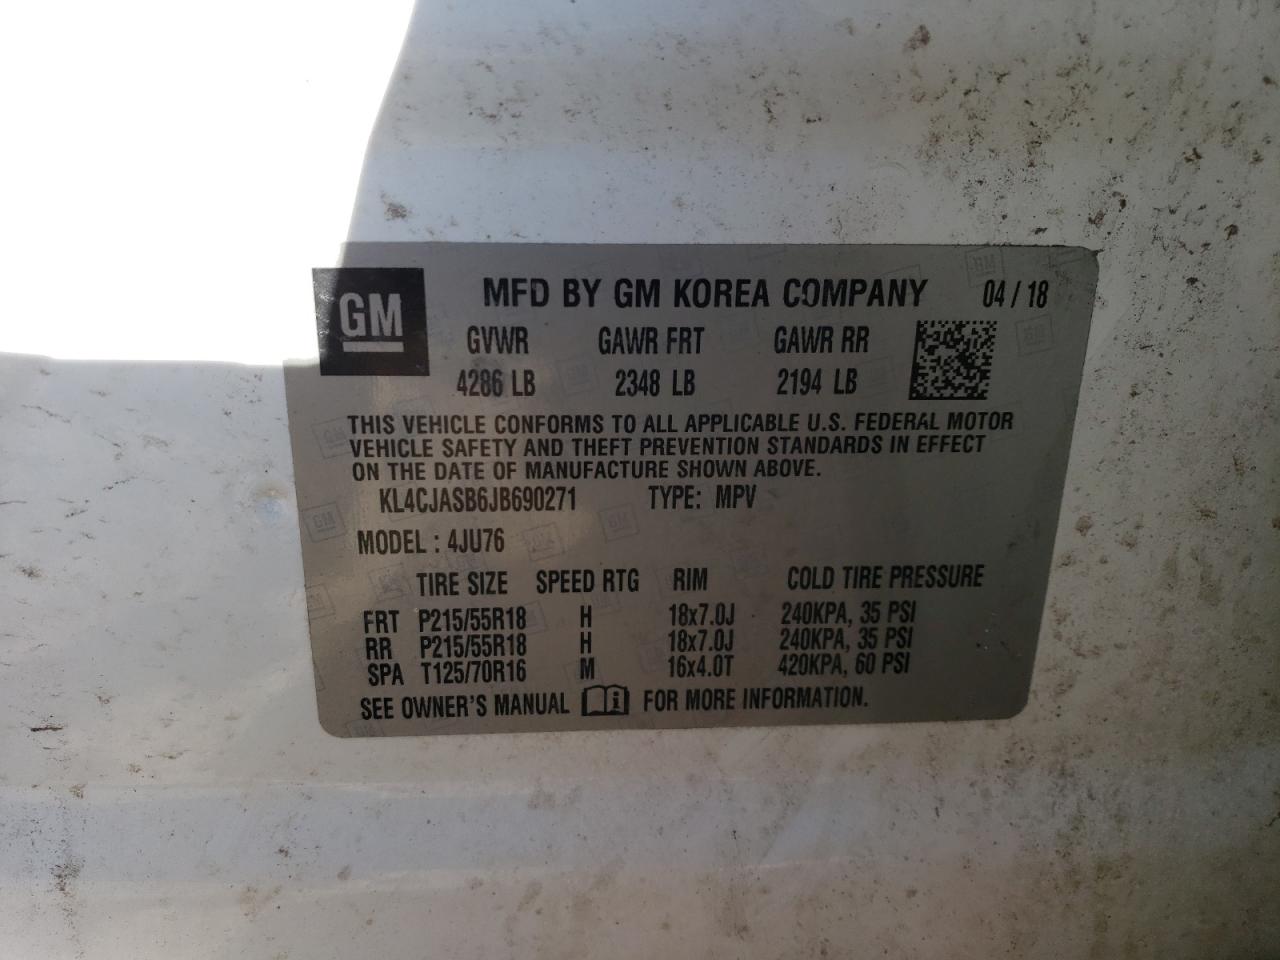 GM
MFD BY GM KOREA COMPANY 04 / 18
GVWR GAWR FRT GAWR RR
4286 LB 2348 LB 2194 LB
THIS VEHICLE CONFORMS TO ALL APPLICABLE U.S. FEDERAL MOTOR
VEHICLE SAFETY AND THEFT PREVENTION STANDARDS IN EFFECT
ON THE DATE OF MANUFACTURE SHOWN ABOVE.
KL4CJASB6JB690271 TYPE: MPV
MODEL : 4JU76
TIRE SIZE SPEED RTG RIM COLD TIRE PRESSURE
FRT P215/55R18 H 18x7.0J 240KPA, 35 PSI
RR P215/55R18 H 18x7.0J 240KPA, 35 PSI
SPA T125/70R16 M 16x4.0T 420KPA, 60 PSI
SEE OWNER'S MANUAL FOR MORE INFORMATION.